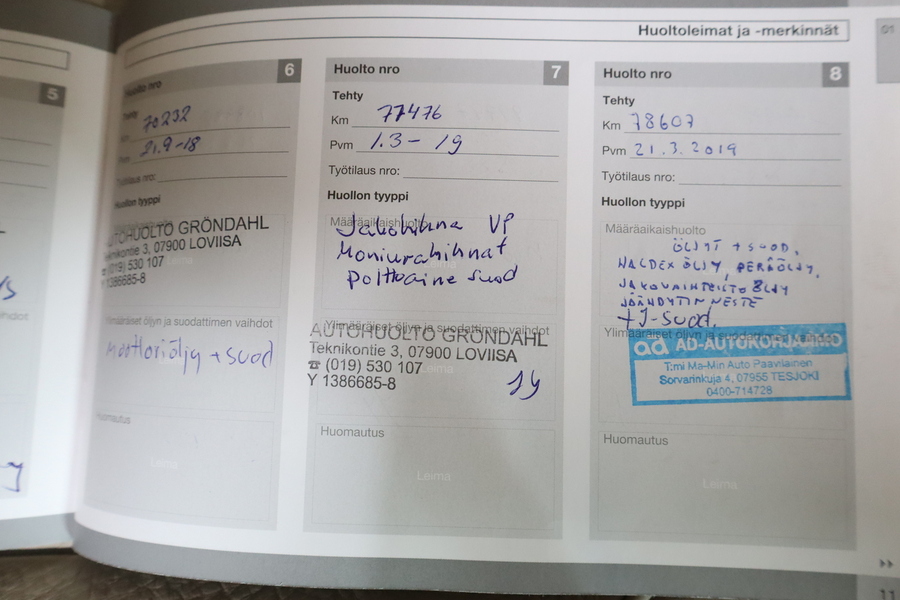 Huoltoleimat ja -merkinnät
01
5
Huolto nro 6
Tehty
Km 70232
Pvm 21.9-18
Työtilaus nro:
Huollon tyyppi
Määräaikaishuolto
AUTOHUOLTO GRÖNDAHL
Teknikontie 3, 07900 LOVIISA
☎ (019) 530 107
Y 1386685-8
Ylimääräiset öljyn ja suodattimen vaihdot
moottoriöljy + suod
Huomautus
Leima
Huolto nro 7
Tehty
Km 77476
Pvm 1.3 - 19
Työtilaus nro:
Huollon tyyppi
Määräaikaishuolto
Jakohihna VP
Moniurahihnat
polttoaine suod
Ylimääräiset öljyn ja suodattimen vaihdot
AUTOHUOLTO GRÖNDAHL
Teknikontie 3, 07900 LOVIISA
☎ (019) 530 107
Leima
Y 1386685-8
Huomautus
Leima
Huolto nro 8
Tehty
Km 78607
Pvm 21.3.2019
Työtilaus nro:
Huollon tyyppi
Määräaikaishuolto
ÖLJYT + SUOD,
HALDEX ÖLJY, PERÄÖLJY,
JAKOVAIHTEISTO ÖLJY
JÄÄHDYTIN NESTE
+I-suod.
Ylimääräiset öljyn ja
ad AD-AUTOKORJAAMO
T:mi Ma-Min Auto Paavilainen
Sorvarinkuja 4, 07955 TESJOKI
0400-714728
Huomautus
Leima
11